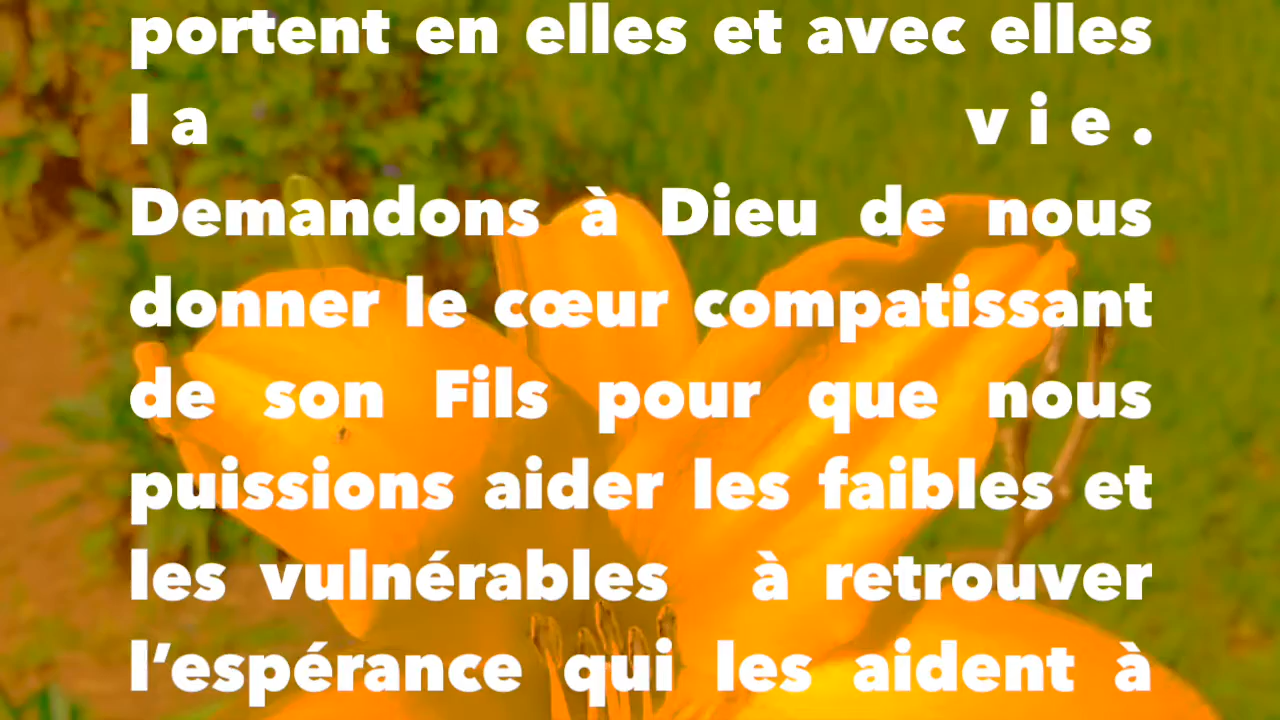 portent en elles et avec elles
la vie.
Demandons à Dieu de nous
donner le cœur compatissant
de son Fils pour que nous
puissions aider les faibles et
les vulnérables à retrouver
l’espérance qui les aident à